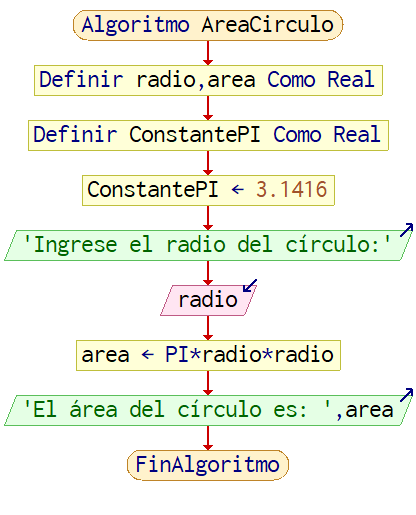 Algoritmo AreaCirculo
Definir radio,area Como Real
Definir ConstantePI Como Real
ConstantePI ← 3.1416
'Ingrese el radio del círculo:'
radio
area ← PI*radio*radio
'El área del círculo es: ',area
FinAlgoritmo